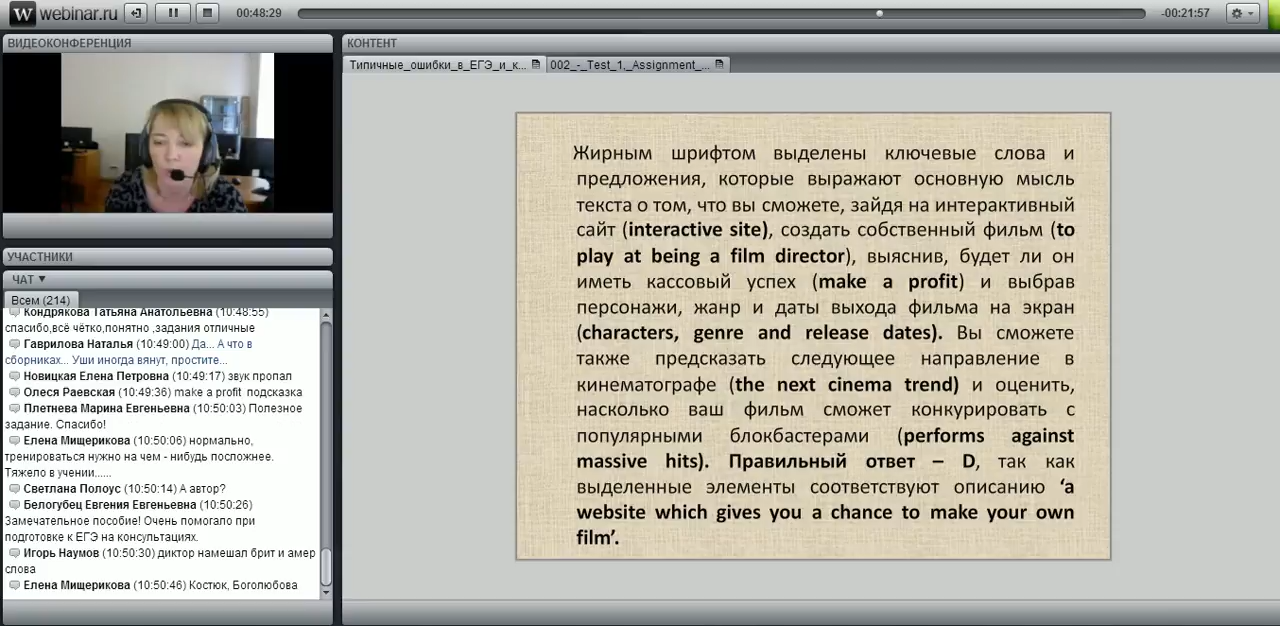 W webinar.ru
00:48:29
-00:21:57
ВИДЕОКОНФЕРЕНЦИЯ
УЧАСТНИКИ
ЧАТ
Всем (214)
Кондрякова Татьяна Анатольевна (10:48:55)
спасибо,всё чётко,понятно ,задания отличные
Гаврилова Наталья (10:49:00) Да... А что в
сборниках... Уши иногда вянут, простите...
Новицкая Елена Петровна (10:49:17) звук пропал
Олеся Раевская (10:49:36) make a profit подсказка
Плетнева Марина Евгеньевна (10:50:03) Полезное
задание. Спасибо!
Елена Мищерикова (10:50:06) нормально,
тренироваться нужно на чем - нибудь посложнее.
Тяжело в учении......
Светлана Полоус (10:50:14) А автор?
Белогубец Евгения Евгеньевна (10:50:26)
Замечательное пособие! Очень помогало при
подготовке к ЕГЭ на консультациях.
Игорь Наумов (10:50:30) диктор намешал брит и амер
слова
Елена Мищерикова (10:50:46) Костюк, Боголюбова
КОНТЕНТ
Типичные_ошибки_в_ЕГЭ_и_к...
002_-_Test_1,_Assignment_...
Жирным шрифтом выделены ключевые слова и
предложения, которые выражают основную мысль
текста о том, что вы сможете, зайдя на интерактивный
сайт (interactive site), создать собственный фильм (to
play at being a film director), выяснив, будет ли он
иметь кассовый успех (make a profit) и выбрав
персонажи, жанр и даты выхода фильма на экран
(characters, genre and release dates). Вы сможете
также предсказать следующее направление в
кинематографе (the next cinema trend) и оценить,
насколько ваш фильм сможет конкурировать с
популярными блокбастерами (performs against
massive hits). Правильный ответ – D, так как
выделенные элементы соответствуют описанию ‘a
website which gives you a chance to make your own
film’.